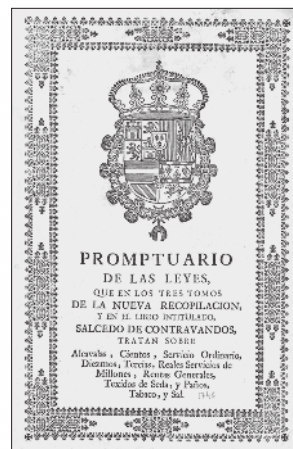 PROMPTUARIO
DE LAS LEYES,
QUE EN LOS TRES TOMOS
DE LA NUEVA RECOPILACION,
Y EN EL LIBRO INTITULADO,
SALCEDO DE CONTRAVANDOS,
TRATAN SOBRE
Alcavalas, Cientos, Servicio Ordinario,
Diezmos, Tercias, Reales Servicios de
Millones, Rentas Generales,
Texidos de Seda, y Paños,
Tabaco, y Sal.